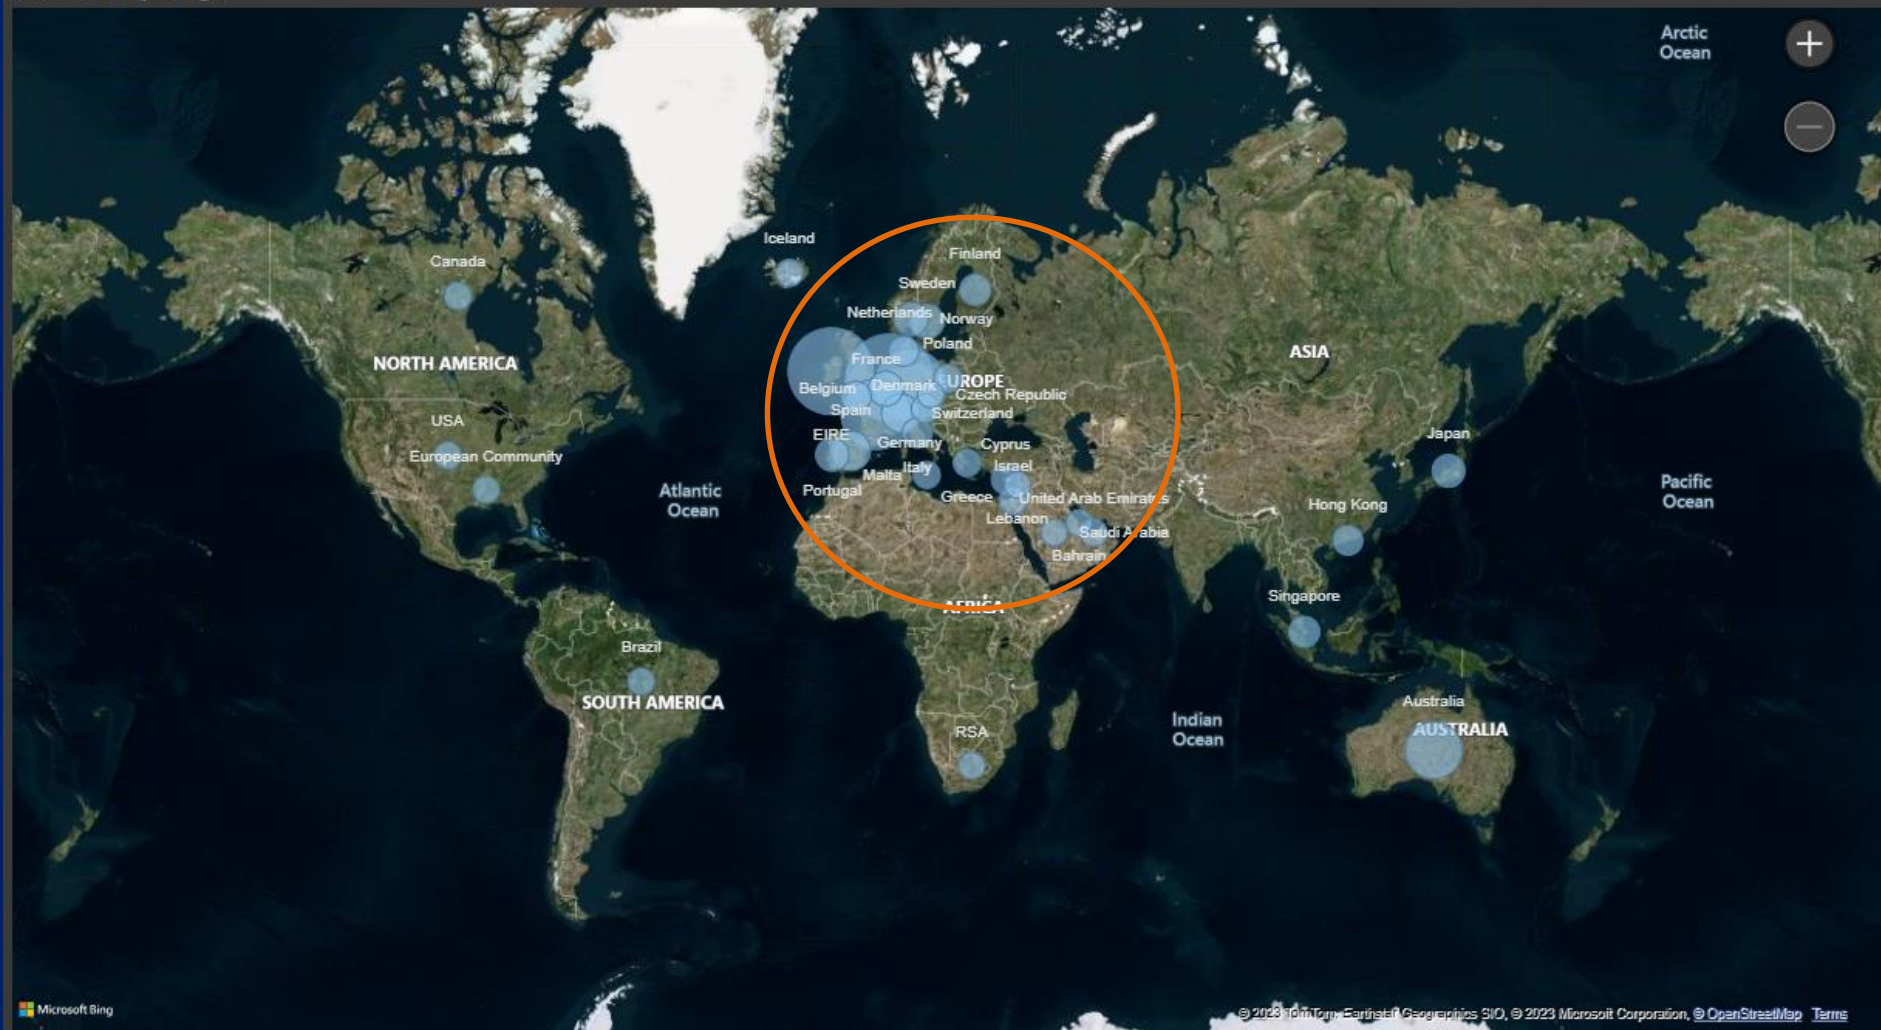 Arctic
Ocean
Iceland
Finland
Canada
Sweden
Netherlands
Norway
Poland
NORTH AMERICA
France
ASIA
EUROPE
Belgium
Denmark
Czech Republic
Spain
Switzerland
USA
EIRE
Germany
Cyprus
Japan
European Community
Malta
Italy
Israel
Atlantic
Ocean
Portugal
Greece
United Arab Emirates
Pacific
Ocean
Hong Kong
Lebanon
Saudi Arabia
Bahrain
Singapore
AFRICA
Brazil
SOUTH AMERICA
Australia
Indian
Ocean
AUSTRALIA
RSA
Microsoft Bing
© 2023 TomTom, Earthstar Geographics SIO, © 2023 Microsoft Corporation, © OpenStreetMap Terms